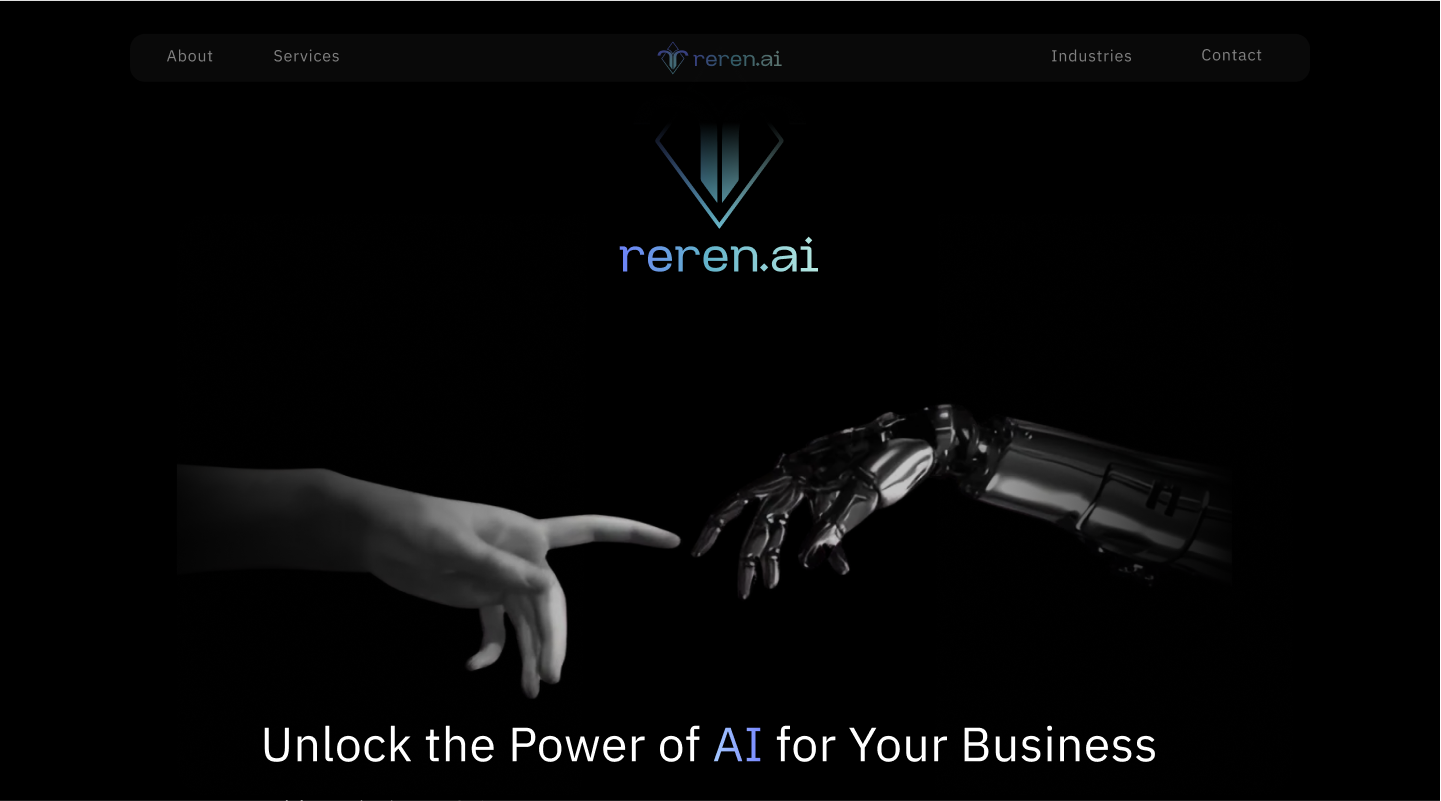 About Services reren.ai Industries Contact
reren.ai
Unlock the Power of AI for Your Business